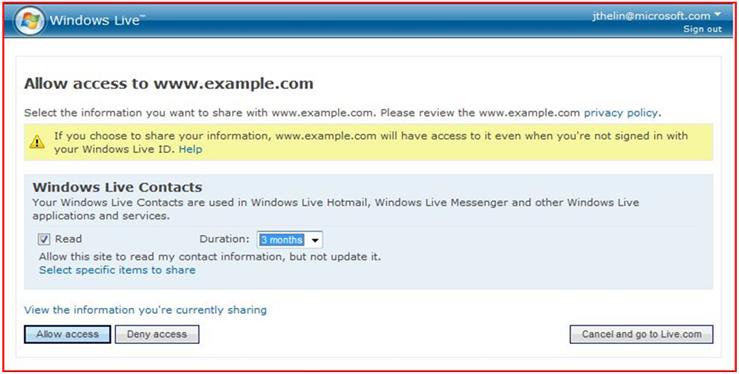 Windows Live™
jthelin@microsoft.com
Sign out
Allow access to www.example.com
Select the information you want to share with www.example.com. Please review the www.example.com privacy policy.
If you choose to share your information, www.example.com will have access to it even when you're not signed in with
your Windows Live ID. Help
Windows Live Contacts
Your Windows Live Contacts are used in Windows Live Hotmail, Windows Live Messenger and other Windows Live
applications and services.
Read Duration: 3 months
Allow this site to read my contact information, but not update it.
Select specific items to share
View the information you're currently sharing
Allow access Deny access Cancel and go to Live.com